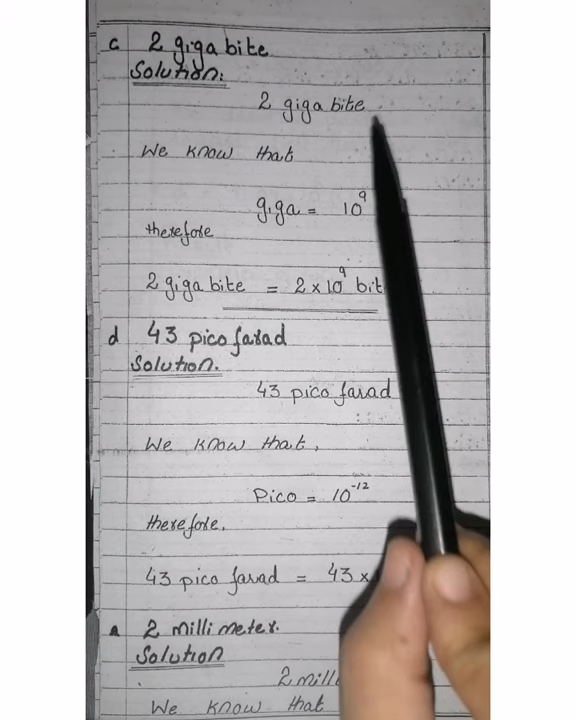 c 2 giga bite
Solution:
2 giga bite
We know that
giga = 10⁹
therefore
2 giga bite = 2 x 10⁹ bit
d 43 pico farad
Solution.
43 pico farad
We know that,
Pico = 10⁻¹²
therefore,
43 pico farad = 43 x
2 milli meter.
Solution
2 mill
We know that